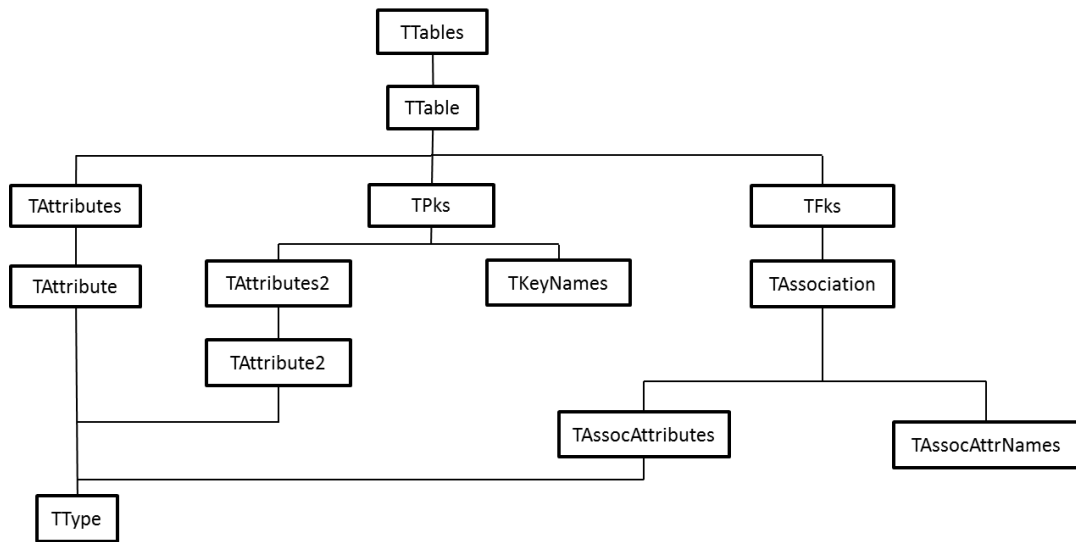 TTables
TTable
TAttributes
TPks
TFks
TAttribute
TAttributes2
TKeyNames
TAssociation
TAttribute2
TAssocAttributes
TAssocAttrNames
TType